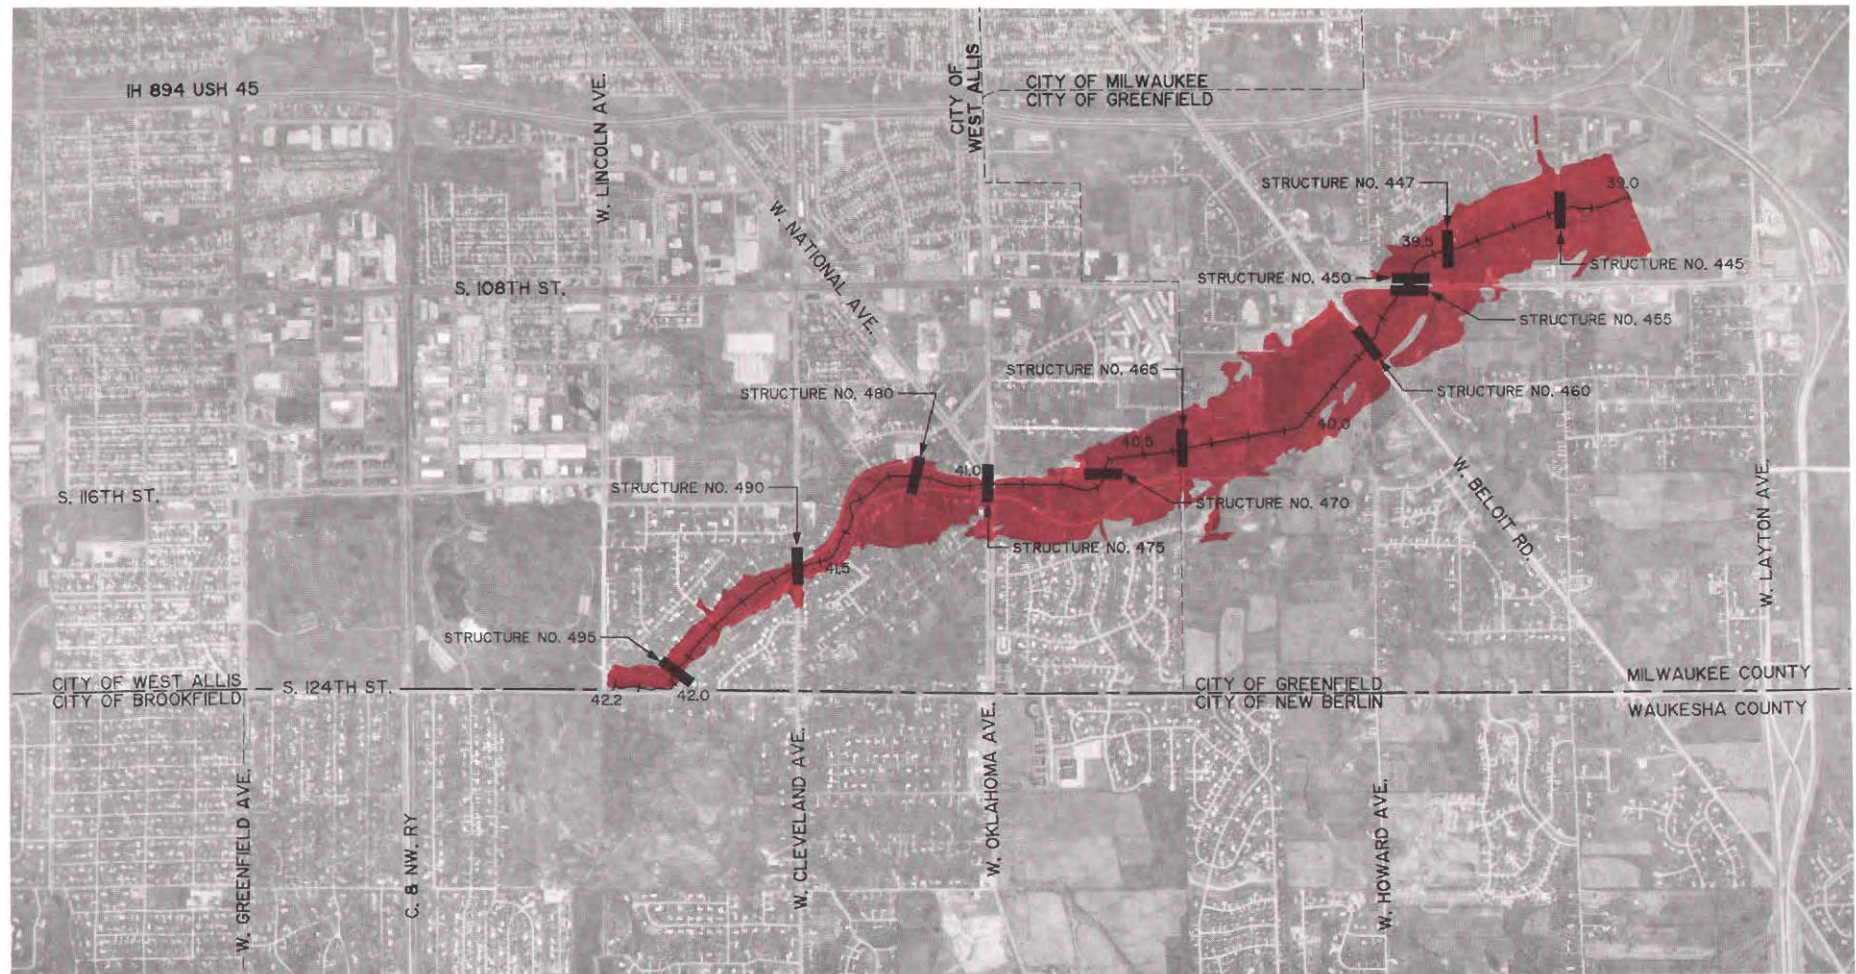 IH 894 USH 45
W. LINCOLN AVE.
CITY OF
WEST ALLIS
CITY OF MILWAUKEE
CITY OF GREENFIELD
W. NATIONAL AVE.
S. 108TH ST.
STRUCTURE NO. 447
39.0
39.5
STRUCTURE NO. 445
STRUCTURE NO. 450
STRUCTURE NO. 455
STRUCTURE NO. 465
STRUCTURE NO. 460
STRUCTURE NO. 480
40.0
40.5
41.0
STRUCTURE NO. 490
S. 116TH ST.
STRUCTURE NO. 470
W. BELOIT RD.
W. LAYTON AVE.
STRUCTURE NO. 475
41.5
STRUCTURE NO. 495
CITY OF WEST ALLIS
CITY OF BROOKFIELD
S. 124TH ST.
42.2
42.0
CITY OF GREENFIELD
CITY OF NEW BERLIN
MILWAUKEE COUNTY
WAUKESHA COUNTY
W. GREENFIELD AVE.
C. & NW. RY
W. CLEVELAND AVE.
W. OKLAHOMA AVE.
W. HOWARD AVE.